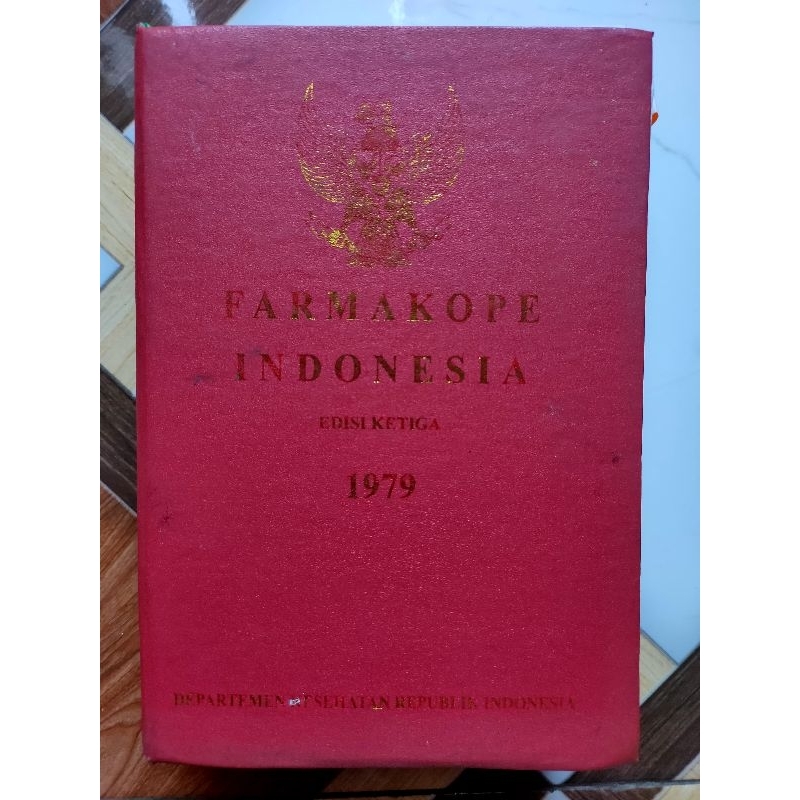 FARMAKOPE
INDONESIA
EDISI KETIGA
1979
DEPARTEMEN KESEHATAN REPUBLIK INDONESIA